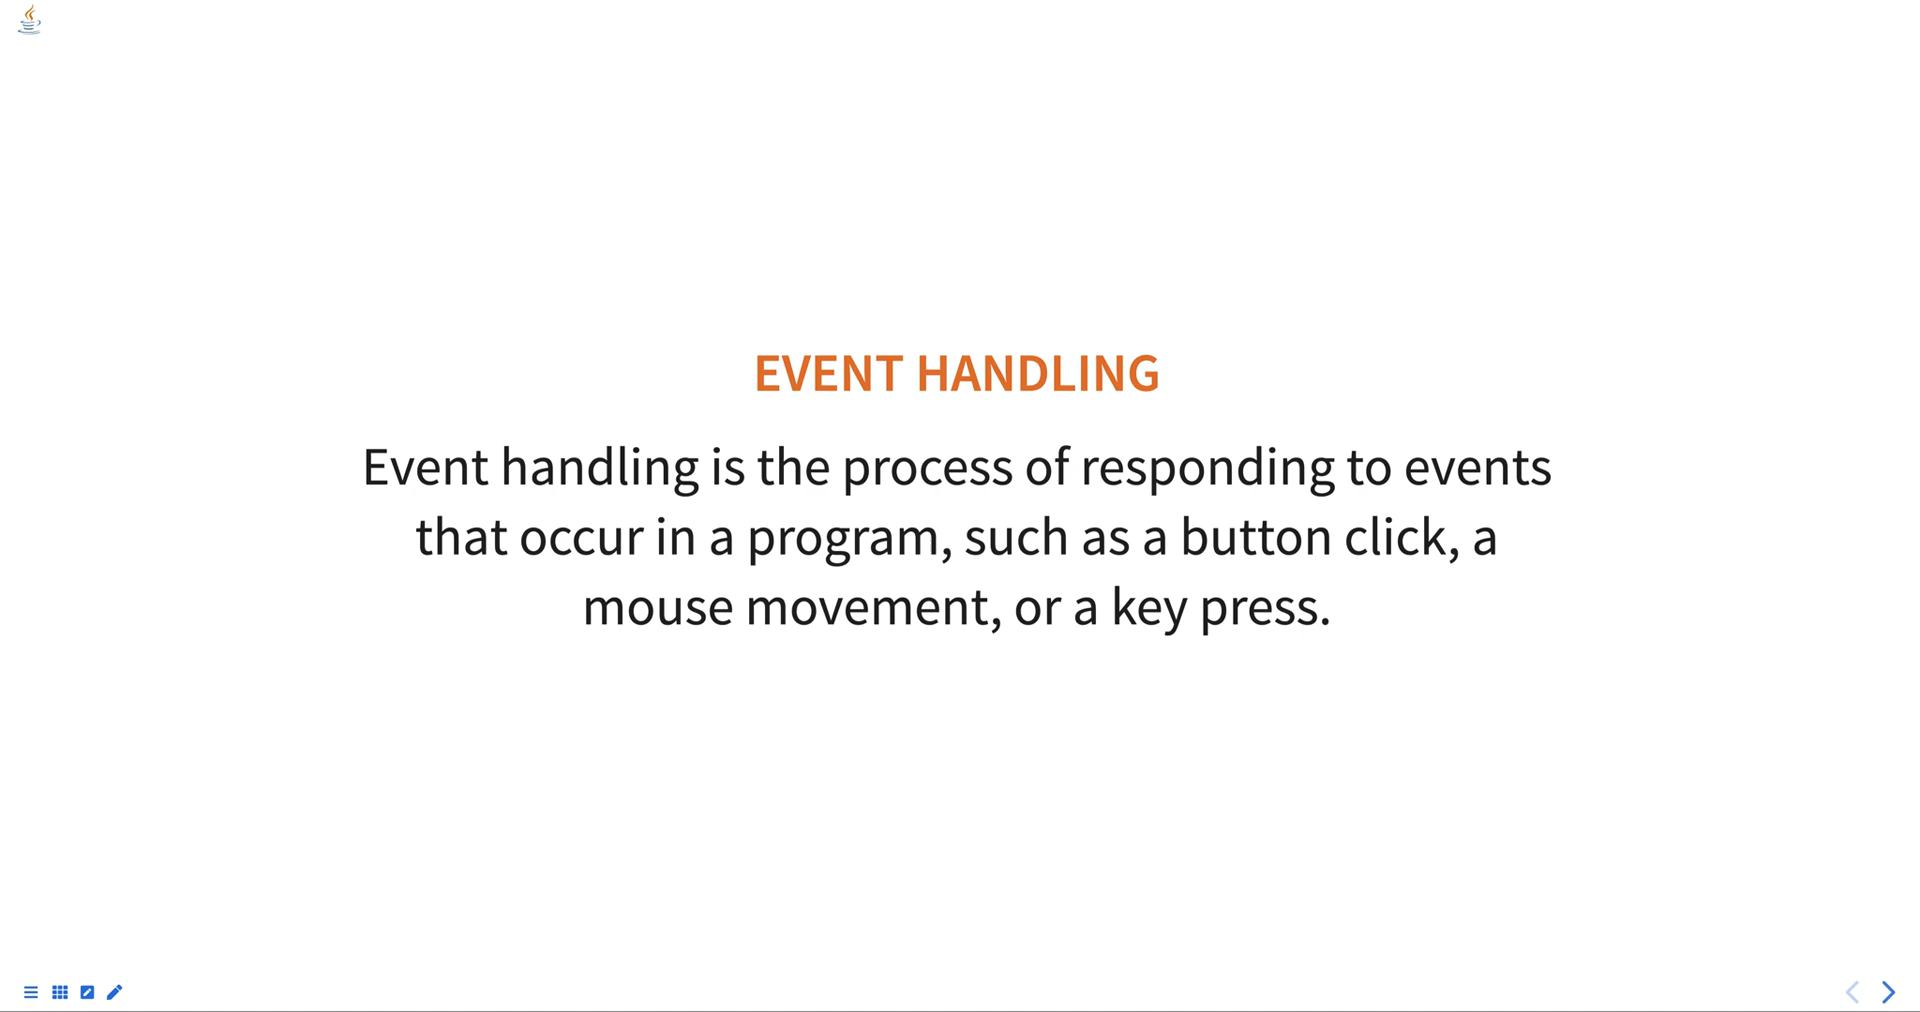 EVENT HANDLING
Event handling is the process of responding to events
that occur in a program, such as a button click, a
mouse movement, or a key press.